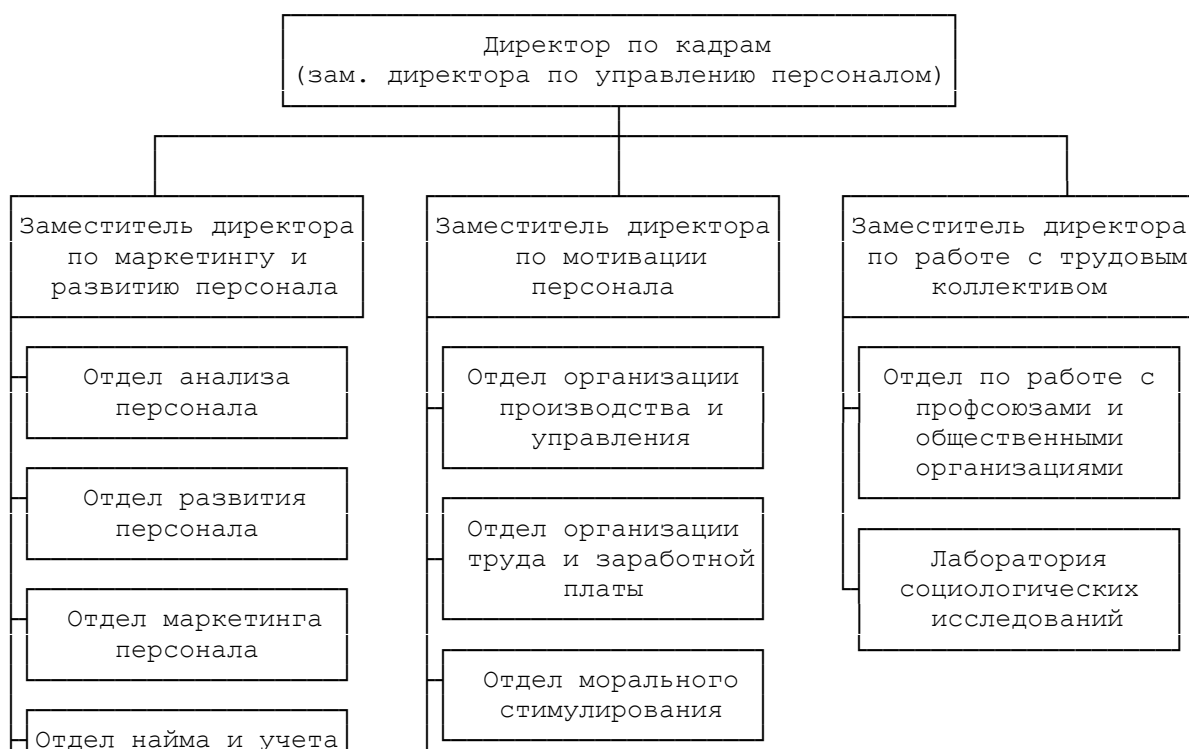 Директор по кадрам
(зам. директора по управлению персоналом)
Заместитель директора
по маркетингу и
развитию персонала
Отдел анализа
персонала
Отдел развития
персонала
Отдел маркетинга
персонала
Отдел найма и учета
Заместитель директора
по мотивации
персонала
Отдел организации
производства и
управления
Отдел организации
труда и заработной
платы
Отдел морального
стимулирования
Заместитель директора
по работе с трудовым
коллективом
Отдел по работе с
профсоюзами и
общественными
организациями
Лаборатория
социологических
исследований